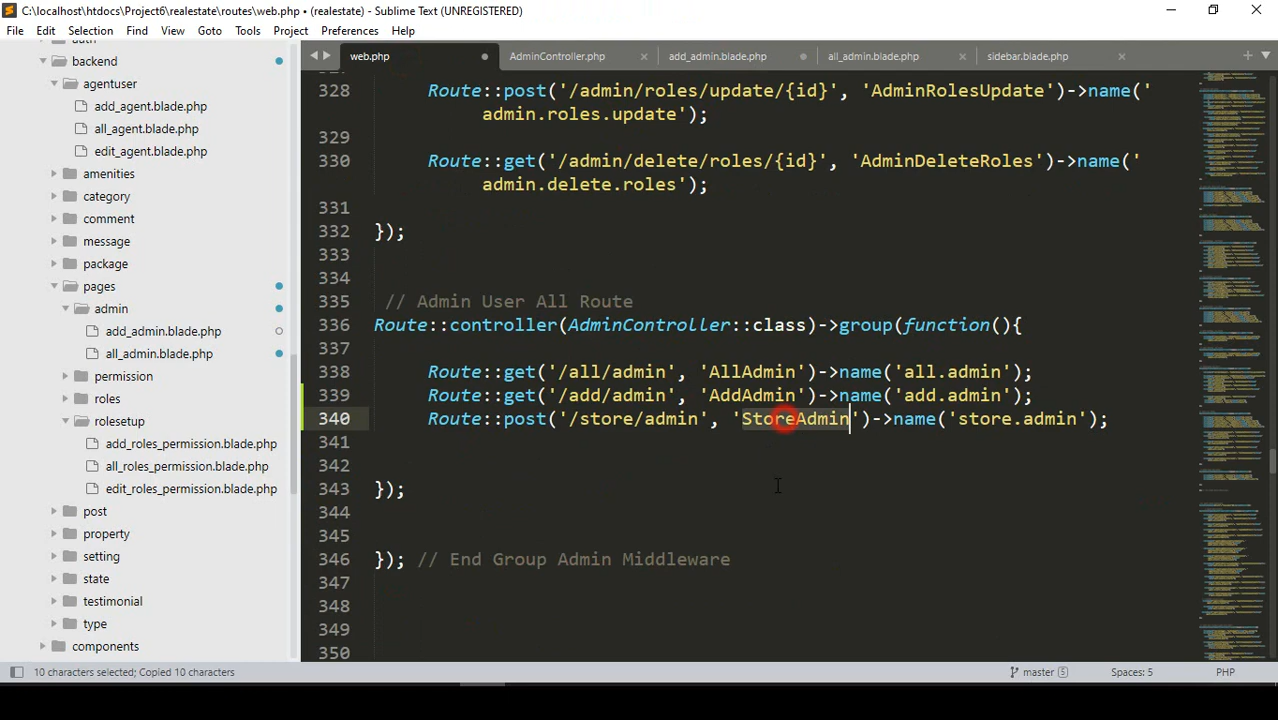 C:\localhost\htdocs\Project6\realestate\routes\web.php • (realestate) - Sublime Text (UNREGISTERED)
File Edit Selection Find View Goto Tools Project Preferences Help
web.php AdminController.php add_admin.blade.php all_admin.blade.php sidebar.blade.php
backend
agentuser
add_agent.blade.php
all_agent.blade.php
edit_agent.blade.php
amenities
category
comment
message
package
pages
admin
add_admin.blade.php
all_admin.blade.php
permission
roles
rolesetup
add_roles_permission.blade.php
all_roles_permission.blade.php
edit_roles_permission.blade.php
post
property
setting
state
testimonial
type
components
328 Route::post('/admin/roles/update/{id}', 'AdminRolesUpdate')->name('
admin.roles.update');
329
330 Route::get('/admin/delete/roles/{id}', 'AdminDeleteRoles')->name('
admin.delete.roles');
331
332 });
333
334
335 // Admin User All Route
336 Route::controller(AdminController::class)->group(function(){
337
338 Route::get('/all/admin', 'AllAdmin')->name('all.admin');
339 Route::get('/add/admin', 'AddAdmin')->name('add.admin');
340 Route::post('/store/admin', 'StoreAdmin')->name('store.admin');
341
342
343 });
344
345
346 }); // End Group Admin Middleware
347
348
349
350
10 characters selected; Copied 10 characters
master 5 Spaces: 5 PHP